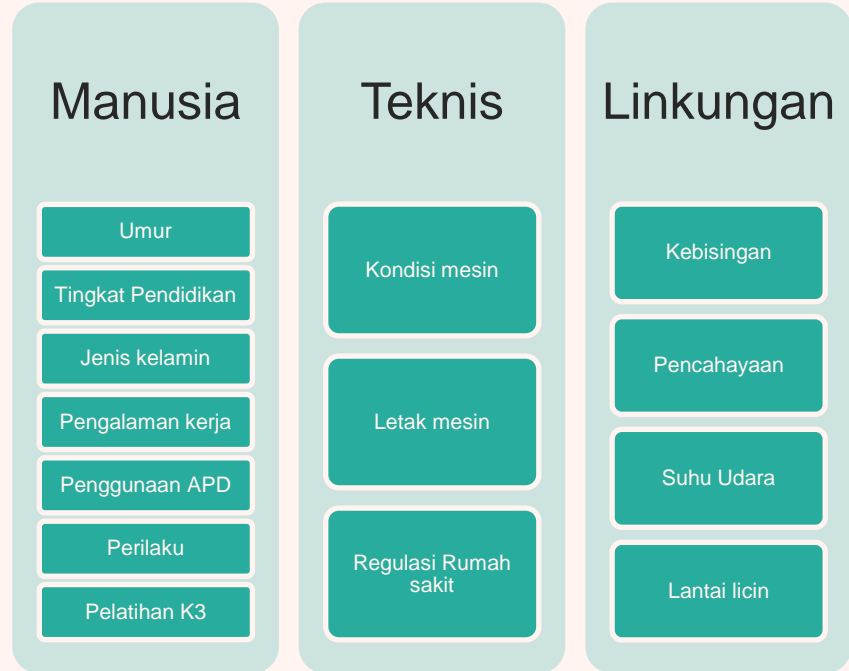 Manusia
Umur
Tingkat Pendidikan
Jenis kelamin
Pengalaman kerja
Penggunaan APD
Perilaku
Pelatihan K3
Teknis
Kondisi mesin
Letak mesin
Regulasi Rumah
sakit
Linkungan
Kebisingan
Pencahayaan
Suhu Udara
Lantai licin